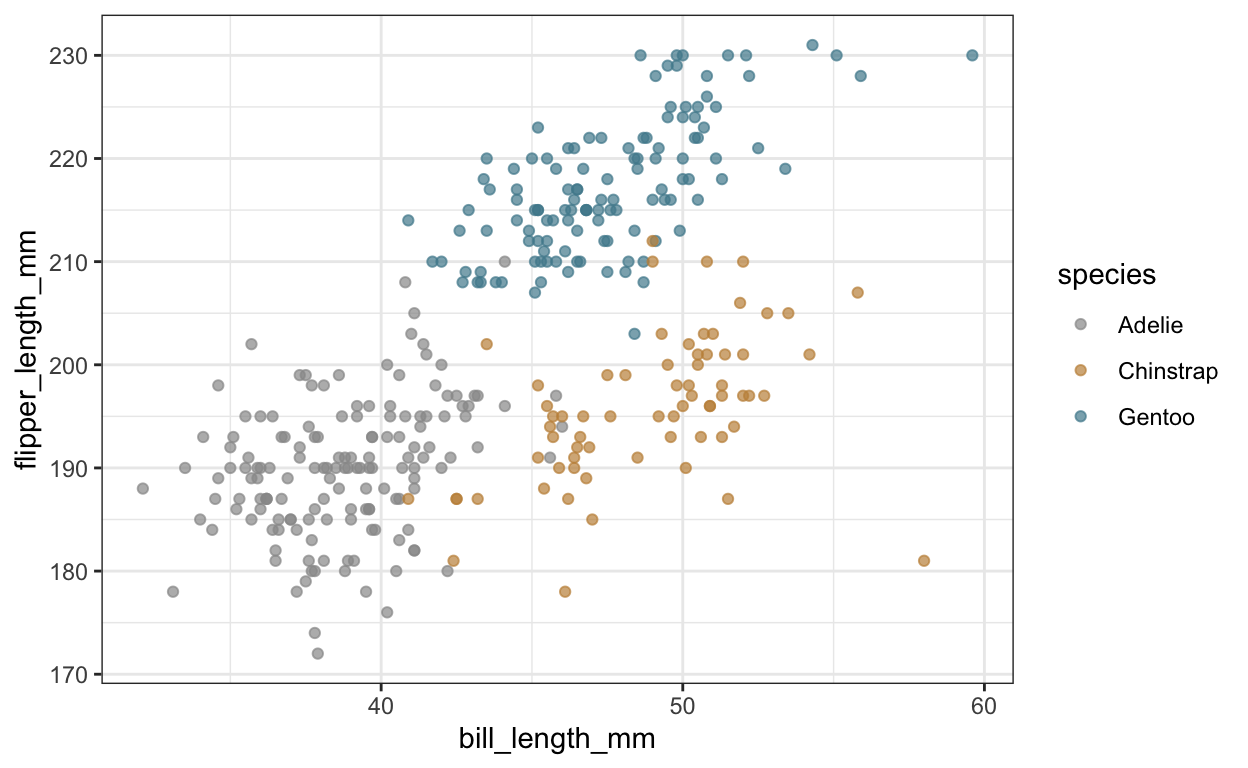 230
220
210
200
190
180
170
flipper_length_mm
40 50 60
bill_length_mm
species
Adelie
Chinstrap
Gentoo